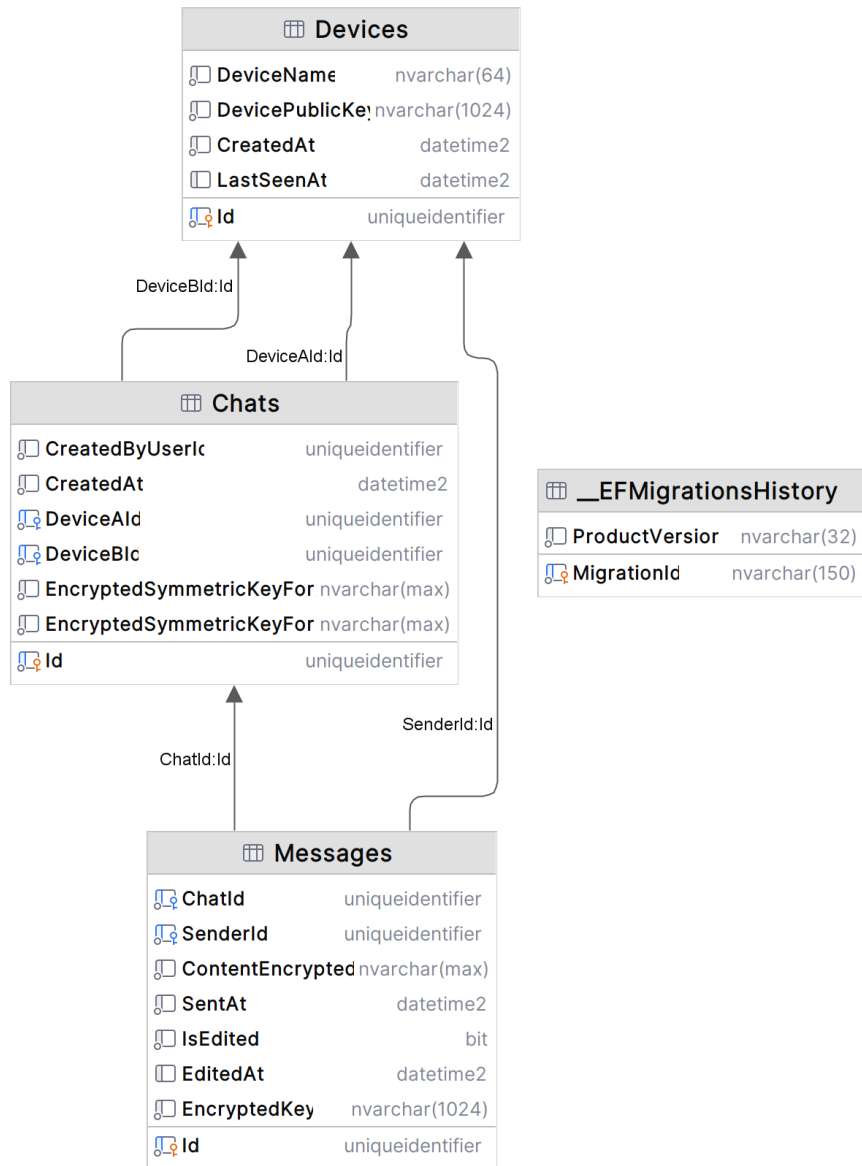 Devices
DeviceName nvarchar(64)
DevicePublicKey nvarchar(1024)
CreatedAt datetime2
LastSeenAt datetime2
Id uniqueidentifier
DeviceBId:Id
DeviceAId:Id
Chats
CreatedByUserId uniqueidentifier
CreatedAt datetime2
DeviceAId uniqueidentifier
DeviceBId uniqueidentifier
EncryptedSymmetricKeyFor nvarchar(max)
EncryptedSymmetricKeyFor nvarchar(max)
Id uniqueidentifier
__EFMigrationsHistory
ProductVersion nvarchar(32)
MigrationId nvarchar(150)
SenderId:Id
ChatId:Id
Messages
ChatId uniqueidentifier
SenderId uniqueidentifier
ContentEncrypted nvarchar(max)
SentAt datetime2
IsEdited bit
EditedAt datetime2
EncryptedKey nvarchar(1024)
Id uniqueidentifier